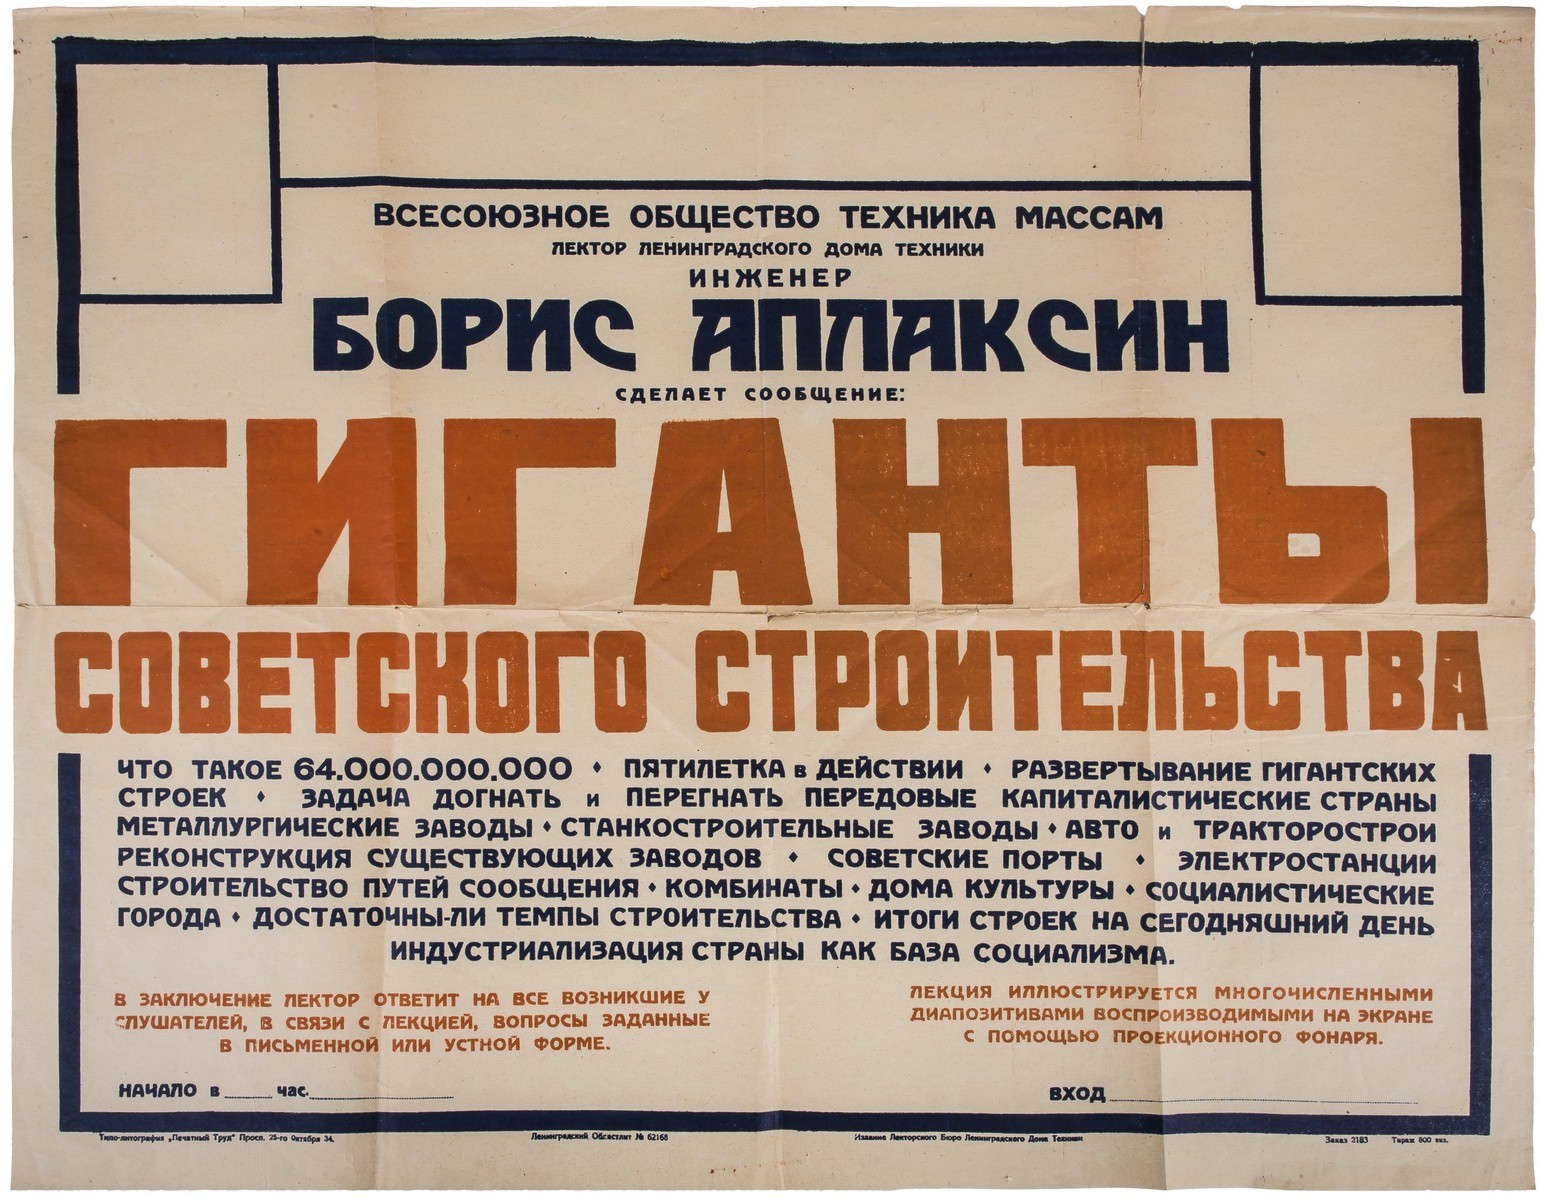 ВСЕСОЮЗНОЕ ОБЩЕСТВО ТЕХНИКА МАССАМ
ЛЕКТОР ЛЕНИНГРАДСКОГО ДОМА ТЕХНИКИ
ИНЖЕНЕР
БОРИС АПЛАКСИН
СДЕЛАЕТ СООБЩЕНИЕ:
ГИГАНТЫ
СОВЕТСКОГО СТРОИТЕЛЬСТВА
ЧТО ТАКОЕ 64.000.000.000 • ПЯТИЛЕТКА в ДЕЙСТВИИ • РАЗВЕРТЫВАНИЕ ГИГАНТСКИХ
СТРОЕК • ЗАДАЧА ДОГНАТЬ и ПЕРЕГНАТЬ ПЕРЕДОВЫЕ КАПИТАЛИСТИЧЕСКИЕ СТРАНЫ
МЕТАЛЛУРГИЧЕСКИЕ ЗАВОДЫ • СТАНКОСТРОИТЕЛЬНЫЕ ЗАВОДЫ • АВТО и ТРАКТОРОСТРОИ
РЕКОНСТРУКЦИЯ СУЩЕСТВУЮЩИХ ЗАВОДОВ • СОВЕТСКИЕ ПОРТЫ • ЭЛЕКТРОСТАНЦИИ
СТРОИТЕЛЬСТВО ПУТЕЙ СООБЩЕНИЯ • КОМБИНАТЫ • ДОМА КУЛЬТУРЫ • СОЦИАЛИСТИЧЕСКИЕ
ГОРОДА • ДОСТАТОЧНЫ-ЛИ ТЕМПЫ СТРОИТЕЛЬСТВА • ИТОГИ СТРОЕК НА СЕГОДНЯШНИЙ ДЕНЬ
ИНДУСТРИАЛИЗАЦИЯ СТРАНЫ КАК БАЗА СОЦИАЛИЗМА.
В ЗАКЛЮЧЕНИЕ ЛЕКТОР ОТВЕТИТ НА ВСЕ ВОЗНИКШИЕ У
СЛУШАТЕЛЕЙ, В СВЯЗИ С ЛЕКЦИЕЙ, ВОПРОСЫ ЗАДАННЫЕ
В ПИСЬМЕННОЙ ИЛИ УСТНОЙ ФОРМЕ.
ЛЕКЦИЯ ИЛЛЮСТРИРУЕТСЯ МНОГОЧИСЛЕННЫМИ
ДИАПОЗИТИВАМИ ВОСПРОИЗВОДИМЫМИ НА ЭКРАНЕ
С ПОМОЩЬЮ ПРОЕКЦИОННОГО ФОНАРЯ.
НАЧАЛО в ____ час.
ВХОД
Типо-литография „Печатный Труд" Просп. 25-го Октября 34.
Ленинградский Областлит № 62168
Издание Лекторского Бюро Ленинградского Дома Техники
Заказ 2183 Тираж 800 экз.